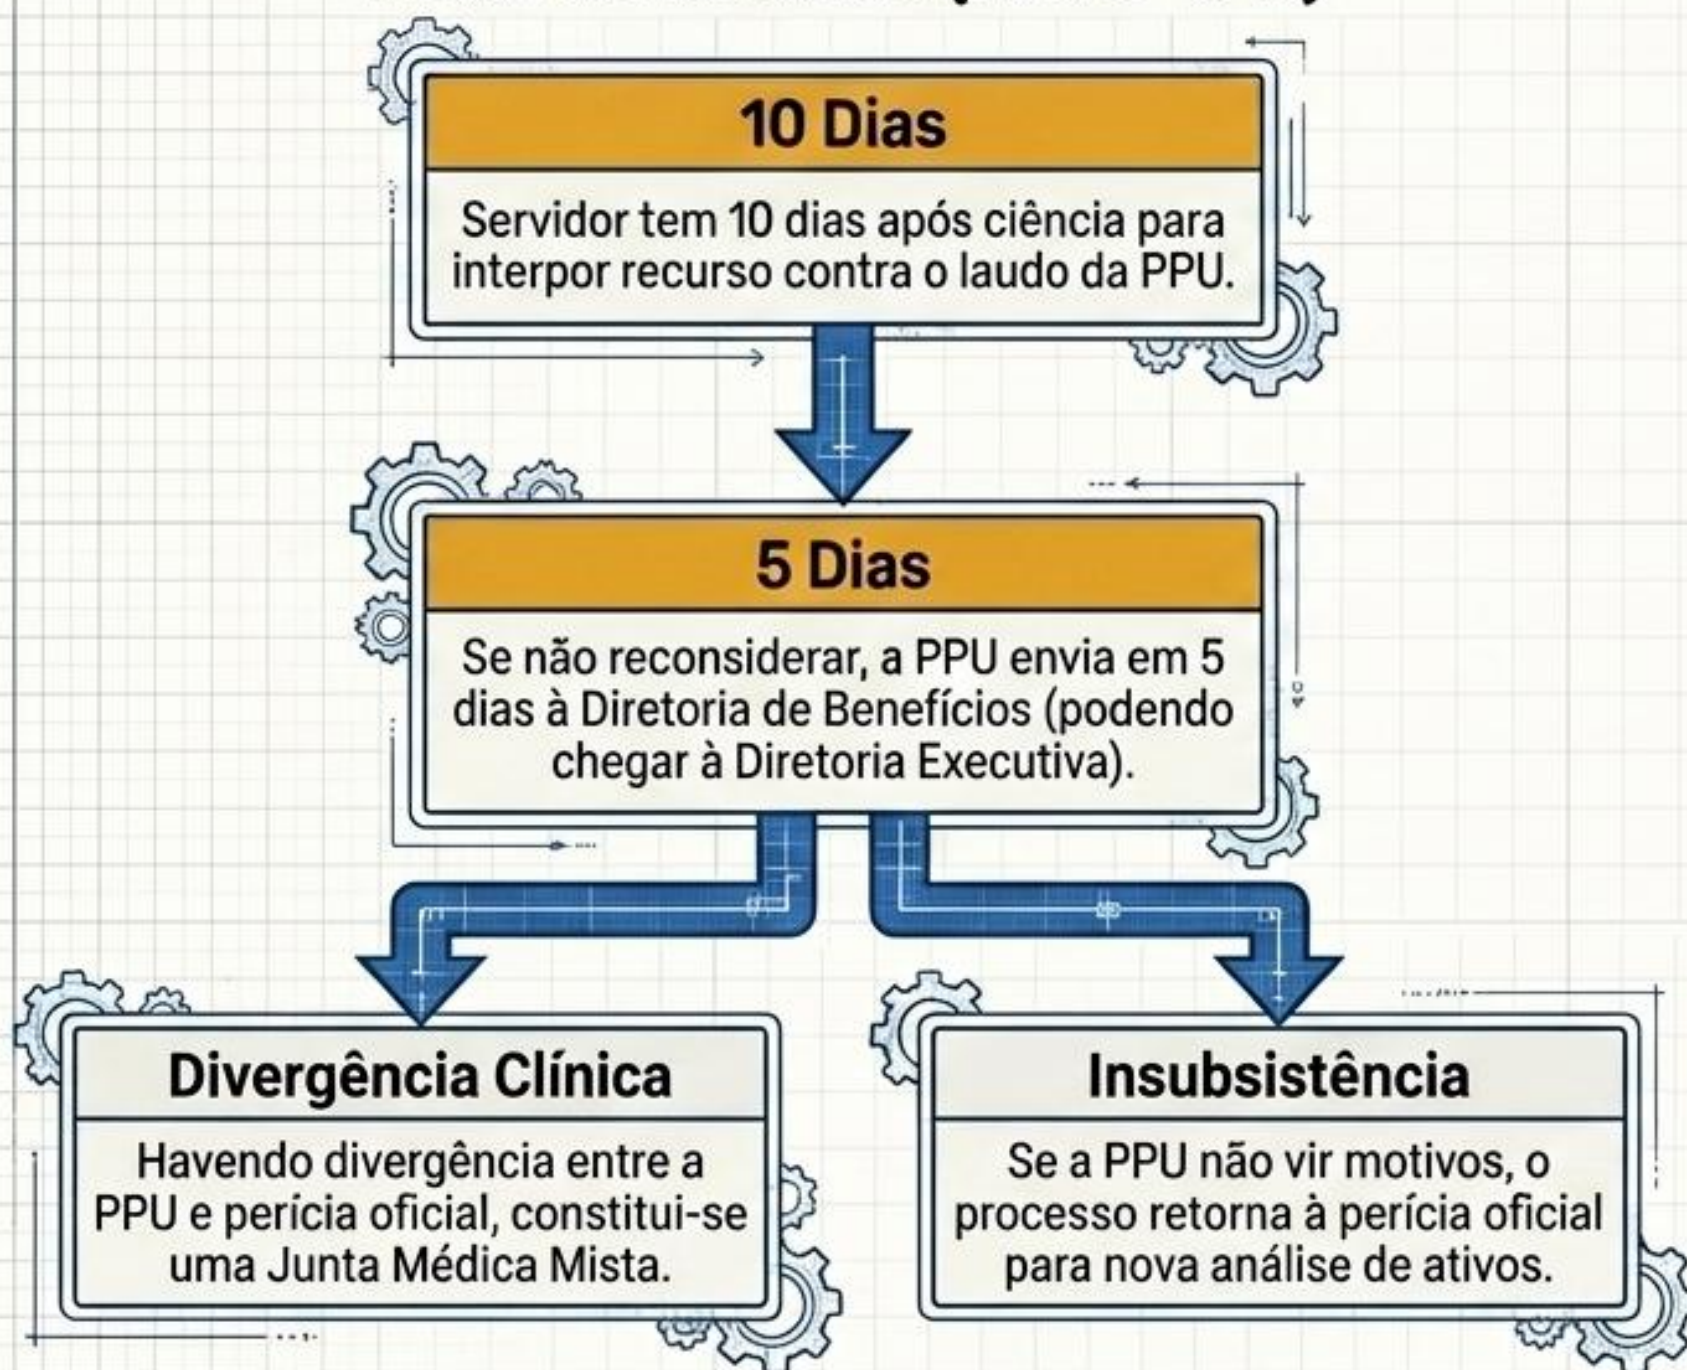 10 Dias
Servidor tem 10 dias após ciência para
interpor recurso contra o laudo da PPU.
5 Dias
Se não reconsiderar, a PPU envia em 5
dias à Diretoria de Benefícios (podendo
chegar à Diretoria Executiva).
Divergência Clínica
Havendo divergência entre a
PPU e perícia oficial, constitui-se
uma Junta Médica Mista.
Insubsistência
Se a PPU não vir motivos, o
processo retorna à perícia oficial
para nova análise de ativos.